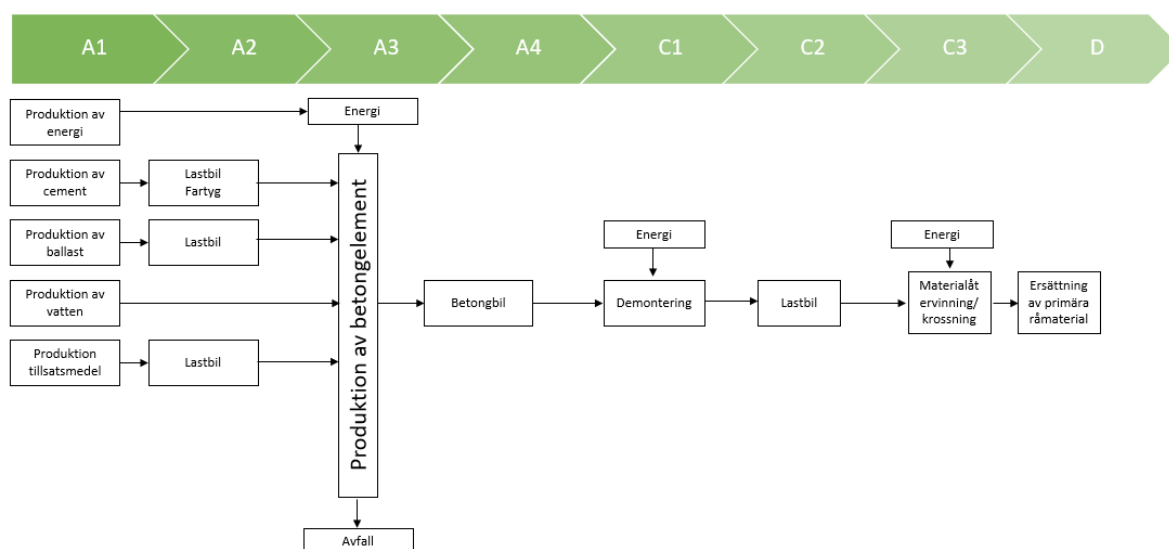 A1
A2
A3
A4
C1
C2
C3
D
Produktion av
energi
Energi
Produktion av
cement
Lastbil
Fartyg
Produktion av betongelement
Produktion av
ballast
Lastbil
Energi
Energi
Produktion av
vatten
Betongbil
Demontering
Lastbil
Materialåt
ervinning/
krossning
Ersättning
av primära
råmaterial
Produktion
tillsatsmedel
Lastbil
Avfall